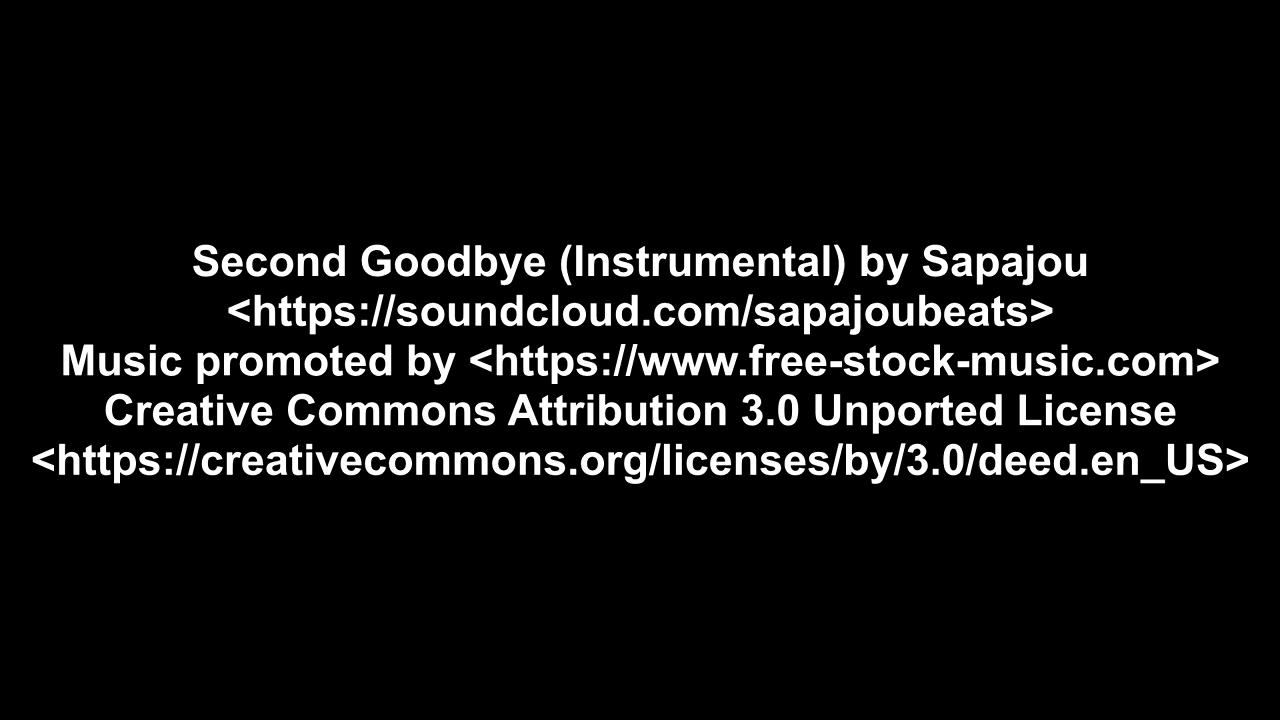 Second Goodbye (Instrumental) by Sapajou
<https://soundcloud.com/sapajoubeats>
Music promoted by <https://www.free-stock-music.com>
Creative Commons Attribution 3.0 Unported License
<https://creativecommons.org/licenses/by/3.0/deed.en_US>